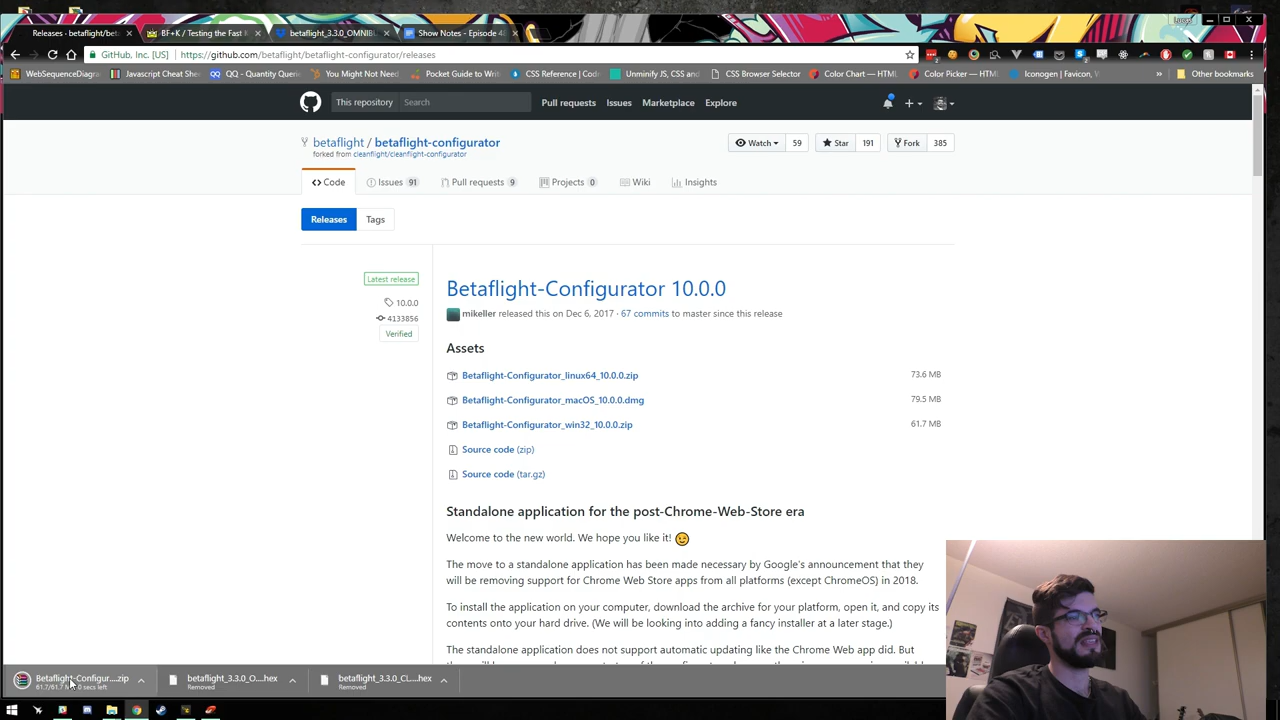 Releases · betaflight/bet
BF+K / Testing the Fast K
betaflight_3.3.0_OMNIBU
Show Notes - Episode 4
GitHub, Inc. [US]
https://github.com/betaflight/betaflight-configurator/releases
WebSequenceDiagra
Javascript Cheat She
QQ - Quantity Querie
You Might Not Need
Pocket Guide to Writ
CSS Reference | Cod
Unminify JS, CSS and
CSS Browser Selector
Color Chart — HTML
Color Picker — HTML
Iconogen | Favicon,
»
Other bookmarks
This repository
Search
Pull requests
Issues
Marketplace
Explore
betaflight / betaflight-configurator
forked from cleanflight/cleanflight-configurator
Watch 59
Star 191
Fork 385
Code
Issues 91
Pull requests 9
Projects 0
Wiki
Insights
Releases
Tags
Latest release
10.0.0
4133856
Verified
Betaflight-Configurator 10.0.0
mikeller released this on Dec 6, 2017 · 67 commits to master since this release
Assets
Betaflight-Configurator_linux64_10.0.0.zip 73.6 MB
Betaflight-Configurator_macOS_10.0.0.dmg 79.5 MB
Betaflight-Configurator_win32_10.0.0.zip 61.7 MB
Source code (zip)
Source code (tar.gz)
Standalone application for the post-Chrome-Web-Store era
Welcome to the new world. We hope you like it!
The move to a standalone application has been made necessary by Google's announcement that they
will be removing support for Chrome Web Store apps from all platforms (except ChromeOS) in 2018.
To install the application on your computer, download the archive for your platform, open it, and copy its
contents onto your hard drive. (We will be looking into adding a fancy installer at a later stage.)
The standalone application does not support automatic updating like the Chrome Web app did. But
Betaflight-Configur....zip
61.7/61.7 0 secs left
betaflight_3.3.0_O....hex
Removed
betaflight_3.3.0_CL....hex
Removed